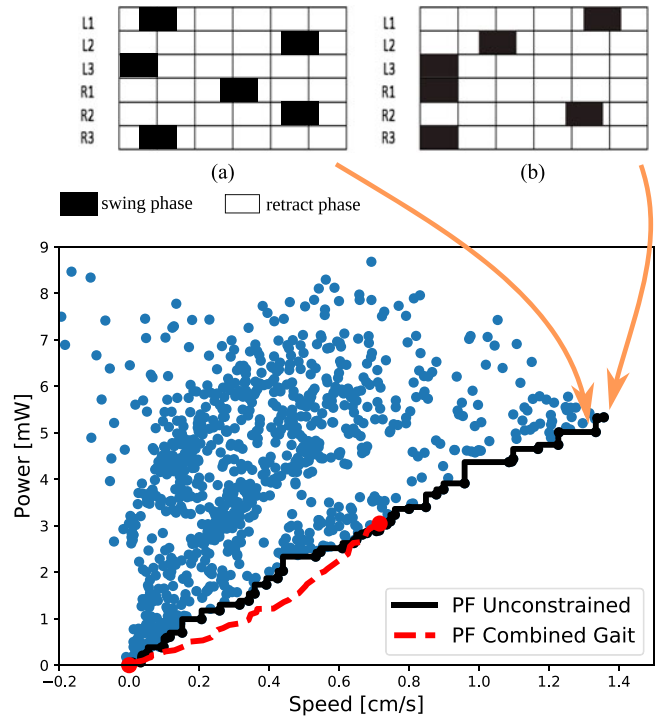 L1
L2
L3
R1
R2
R3
L1
L2
L3
R1
R2
R3
(a) (b)
swing phase retract phase
9
8
7
6
5
4
3
2
1
0
Power [mW]
−0.2 0.0 0.2 0.4 0.6 0.8 1.0 1.2 1.4
Speed [cm/s]
PF Unconstrained
PF Combined Gait